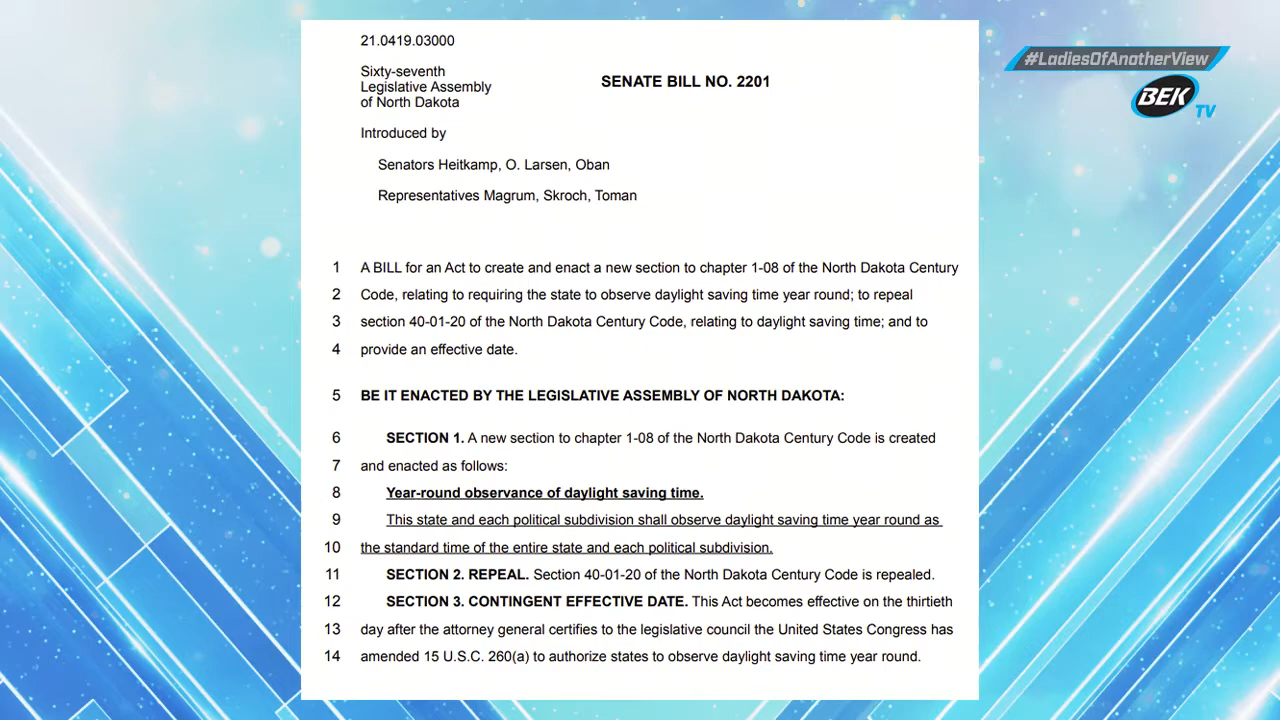 21.0419.03000
Sixty-seventh
Legislative Assembly
of North Dakota
SENATE BILL NO. 2201
Introduced by
Senators Heitkamp, O. Larsen, Oban
Representatives Magrum, Skroch, Toman
1 A BILL for an Act to create and enact a new section to chapter 1-08 of the North Dakota Century
2 Code, relating to requiring the state to observe daylight saving time year round; to repeal
3 section 40-01-20 of the North Dakota Century Code, relating to daylight saving time; and to
4 provide an effective date.
5 BE IT ENACTED BY THE LEGISLATIVE ASSEMBLY OF NORTH DAKOTA:
6 SECTION 1. A new section to chapter 1-08 of the North Dakota Century Code is created
7 and enacted as follows:
8 Year-round observance of daylight saving time.
9 This state and each political subdivision shall observe daylight saving time year round as
10 the standard time of the entire state and each political subdivision.
11 SECTION 2. REPEAL. Section 40-01-20 of the North Dakota Century Code is repealed.
12 SECTION 3. CONTINGENT EFFECTIVE DATE. This Act becomes effective on the thirtieth
13 day after the attorney general certifies to the legislative council the United States Congress has
14 amended 15 U.S.C. 260(a) to authorize states to observe daylight saving time year round.
#LadiesOfAnotherView
BEK
TV